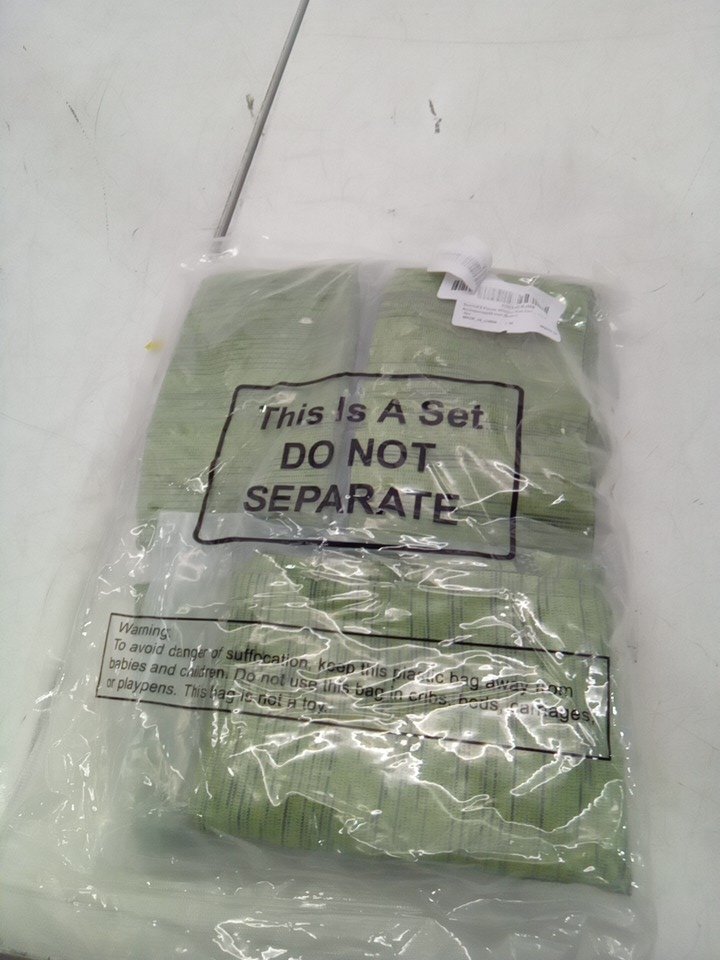 This Is A Set
DO NOT
SEPARATE
Warning:
To avoid danger of suffocation, keep this plastic bag away from
babies and children. Do not use this bag in cribs, beds, carriages,
or playpens. This bag is not a toy.